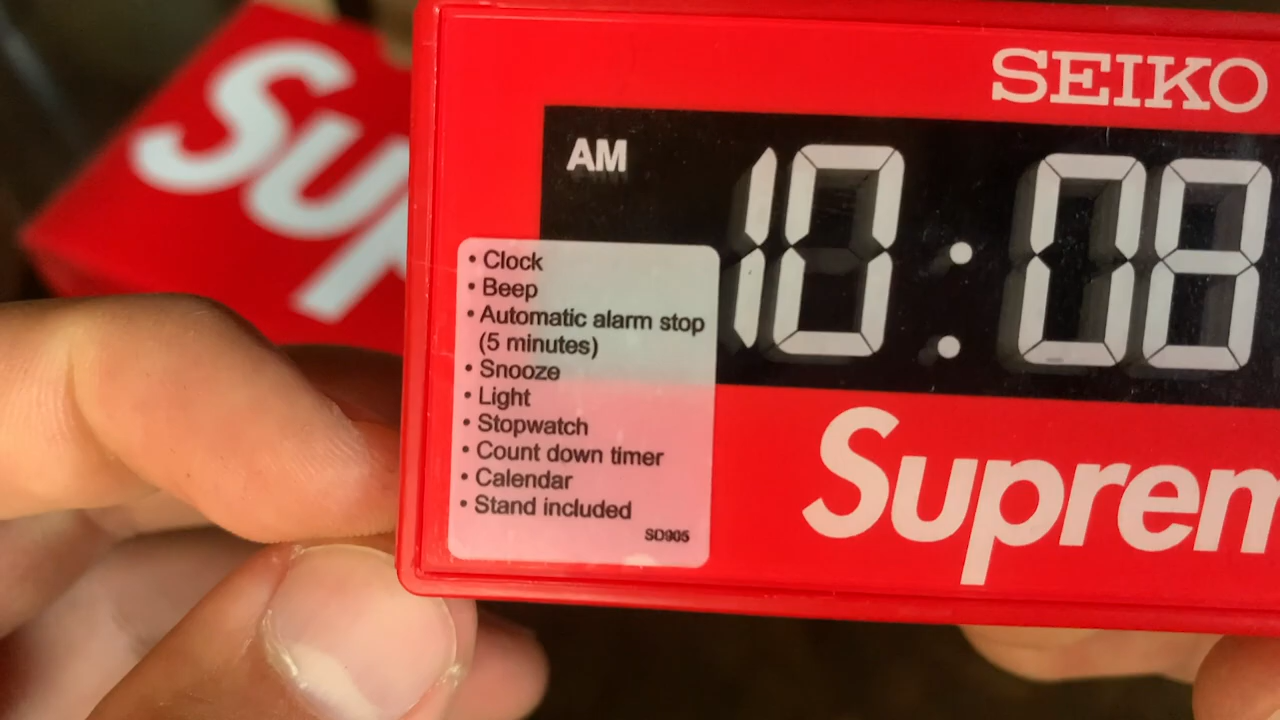 Sup
SEIKO
AM
10:08
• Clock
• Beep
• Automatic alarm stop
(5 minutes)
• Snooze
• Light
• Stopwatch
• Count down timer
• Calendar
• Stand included
SD905
Suprem